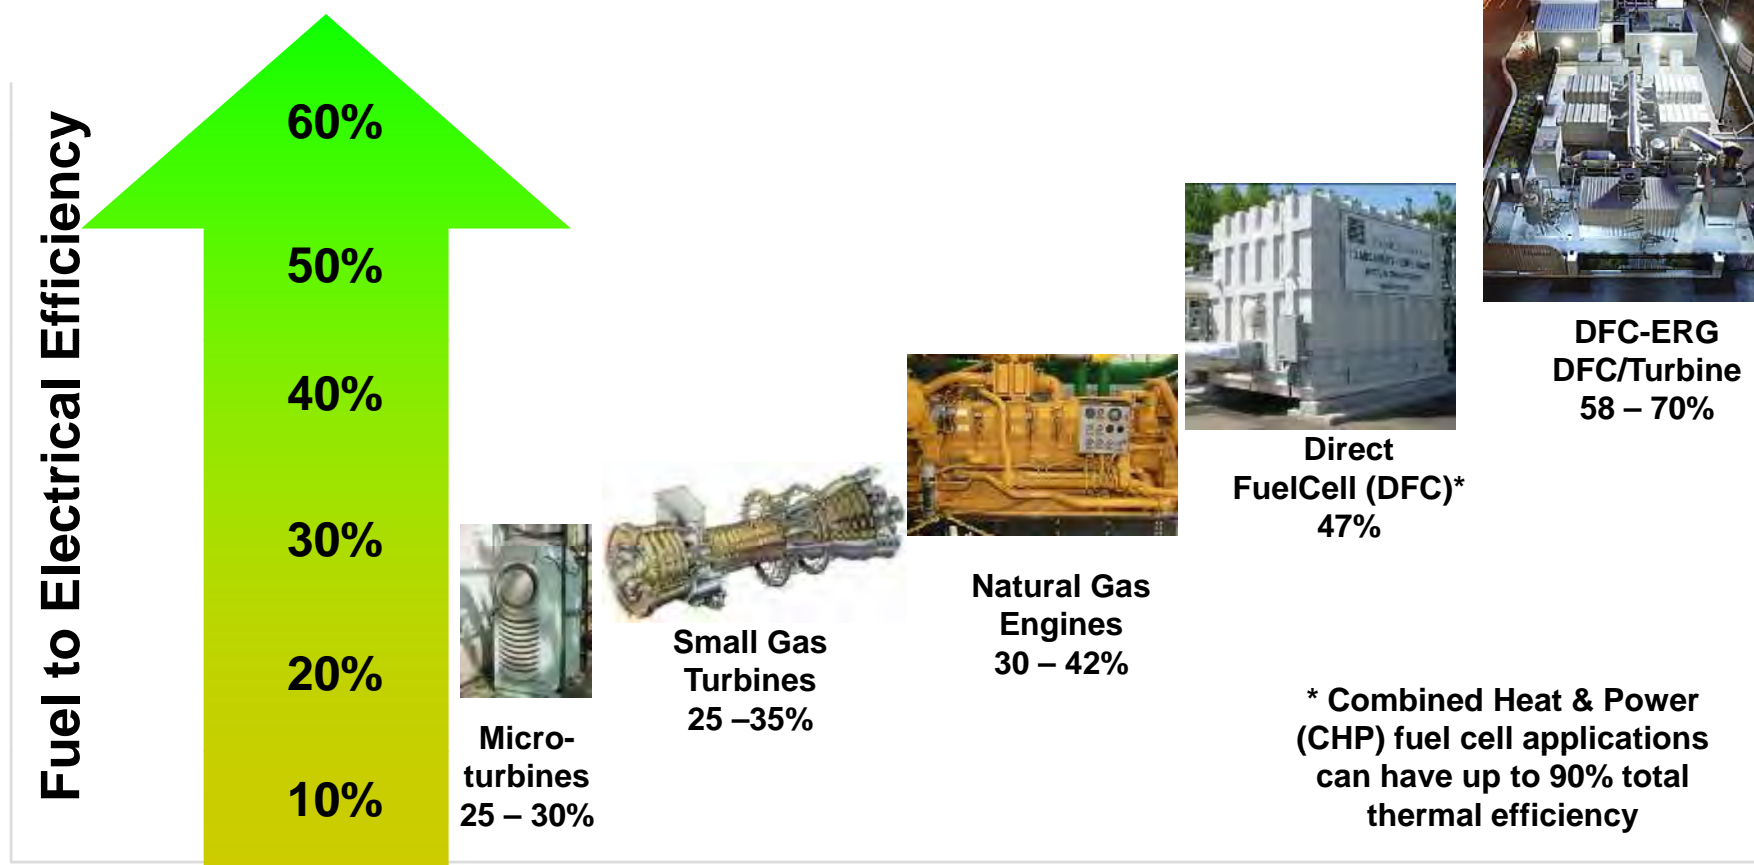 Fuel to Electrical Efficiency
60%
50%
40%
30%
20%
10%
Micro-
turbines
25 – 30%
Small Gas
Turbines
25 –35%
Natural Gas
Engines
30 – 42%
Direct
FuelCell (DFC)*
47%
DFC-ERG
DFC/Turbine
58 – 70%
* Combined Heat & Power
(CHP) fuel cell applications
can have up to 90% total
thermal efficiency